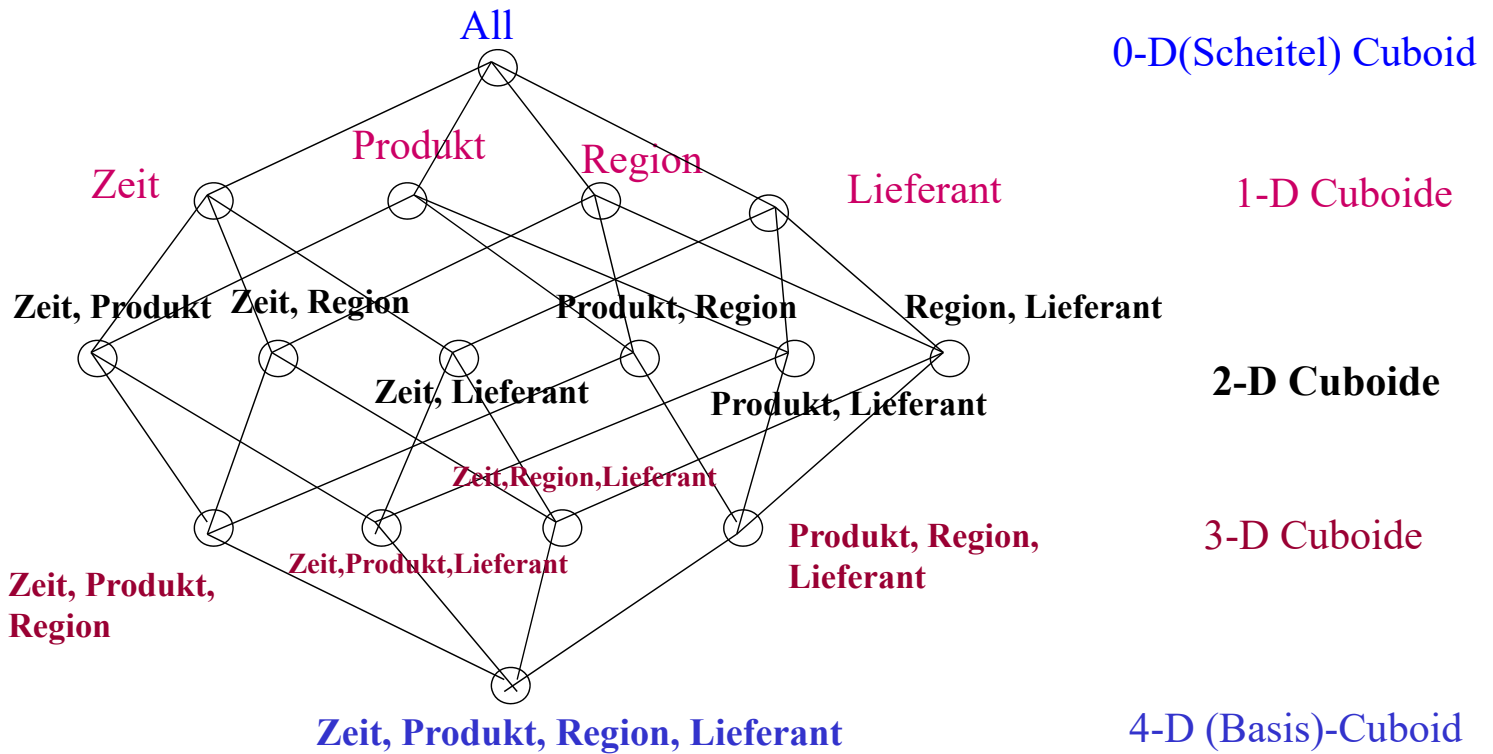 All
0-D(Scheitel) Cuboid
Produkt
Region
Zeit
Lieferant
1-D Cuboide
Zeit, Produkt
Zeit, Region
Produkt, Region
Region, Lieferant
Zeit, Lieferant
Produkt, Lieferant
2-D Cuboide
Zeit,Region,Lieferant
Zeit,Produkt,Lieferant
Produkt, Region,
Lieferant
3-D Cuboide
Zeit, Produkt,
Region
Zeit, Produkt, Region, Lieferant
4-D (Basis)-Cuboid